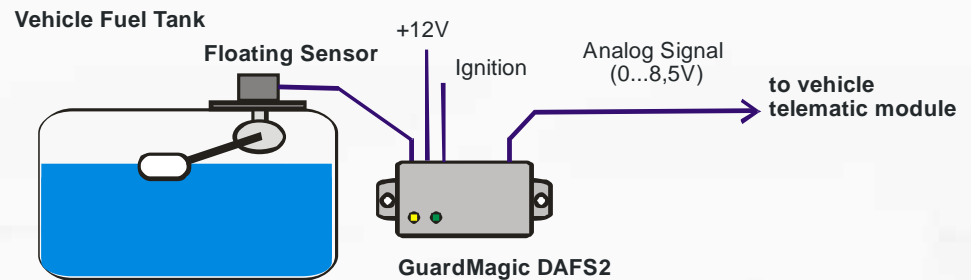 Vehicle Fuel Tank
Floating Sensor
+12V
Ignition
Analog Signal
(0...8,5V)
to vehicle
telematic module
GuardMagic DAFS2